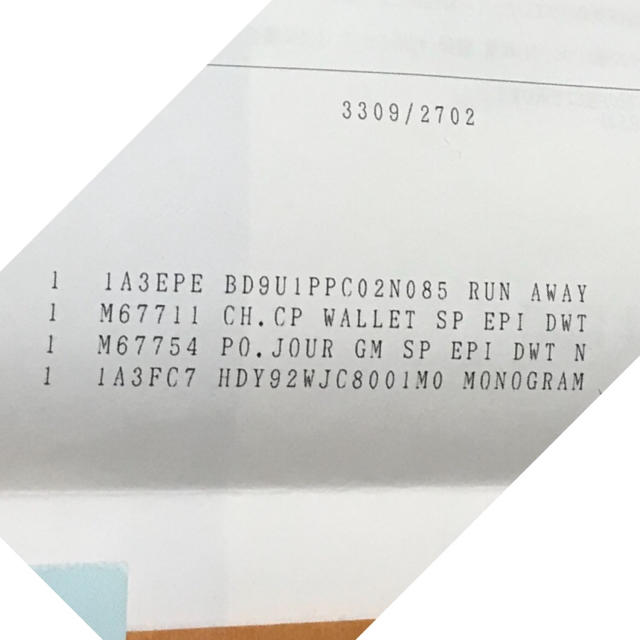 3309/2702
1 1A3EPE BD9U1PPC02N085 RUN AWAY
1 M67711 CH.CP WALLET SP EPI DWT
1 M67754 PO.JOUR GM SP EPI DWT N
1 1A3FC7 HDY92WJC8001M0 MONOGRAM